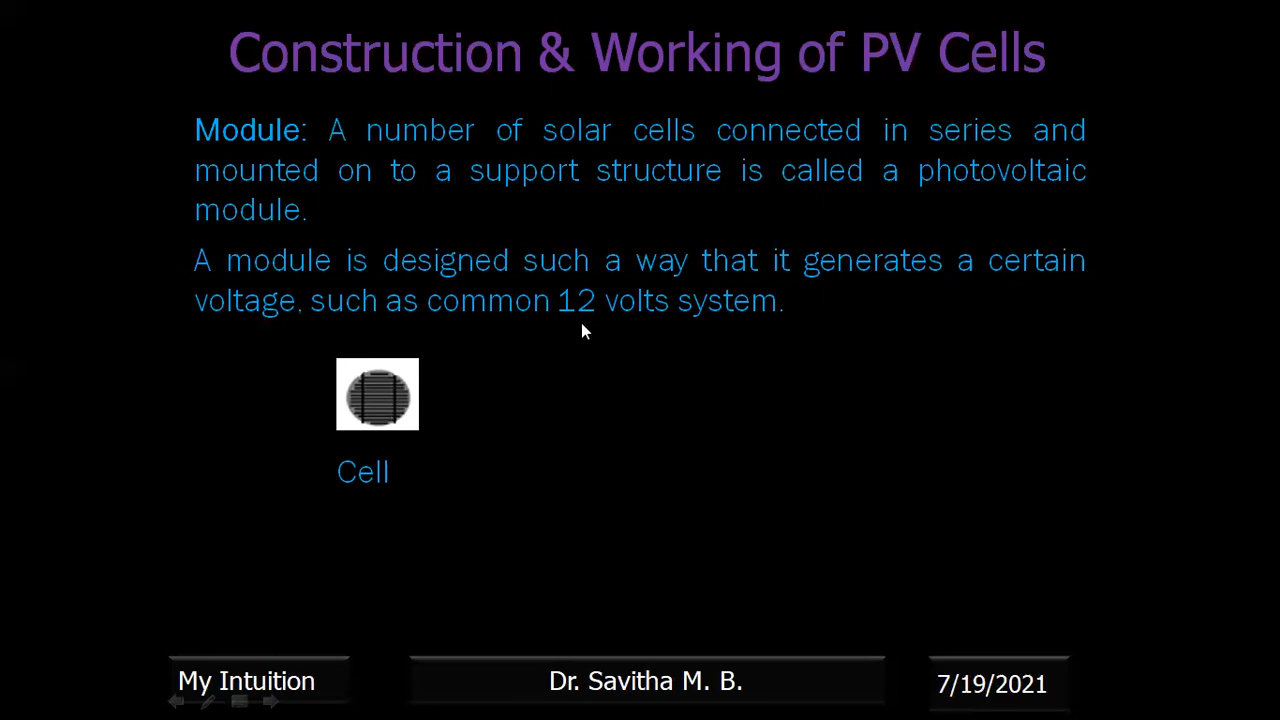 Construction & Working of PV Cells
Module: A number of solar cells connected in series and
mounted on to a support structure is called a photovoltaic
module.
A module is designed such a way that it generates a certain
voltage, such as common 12 volts system.
Cell
My Intuition
Dr. Savitha M. B.
7/19/2021